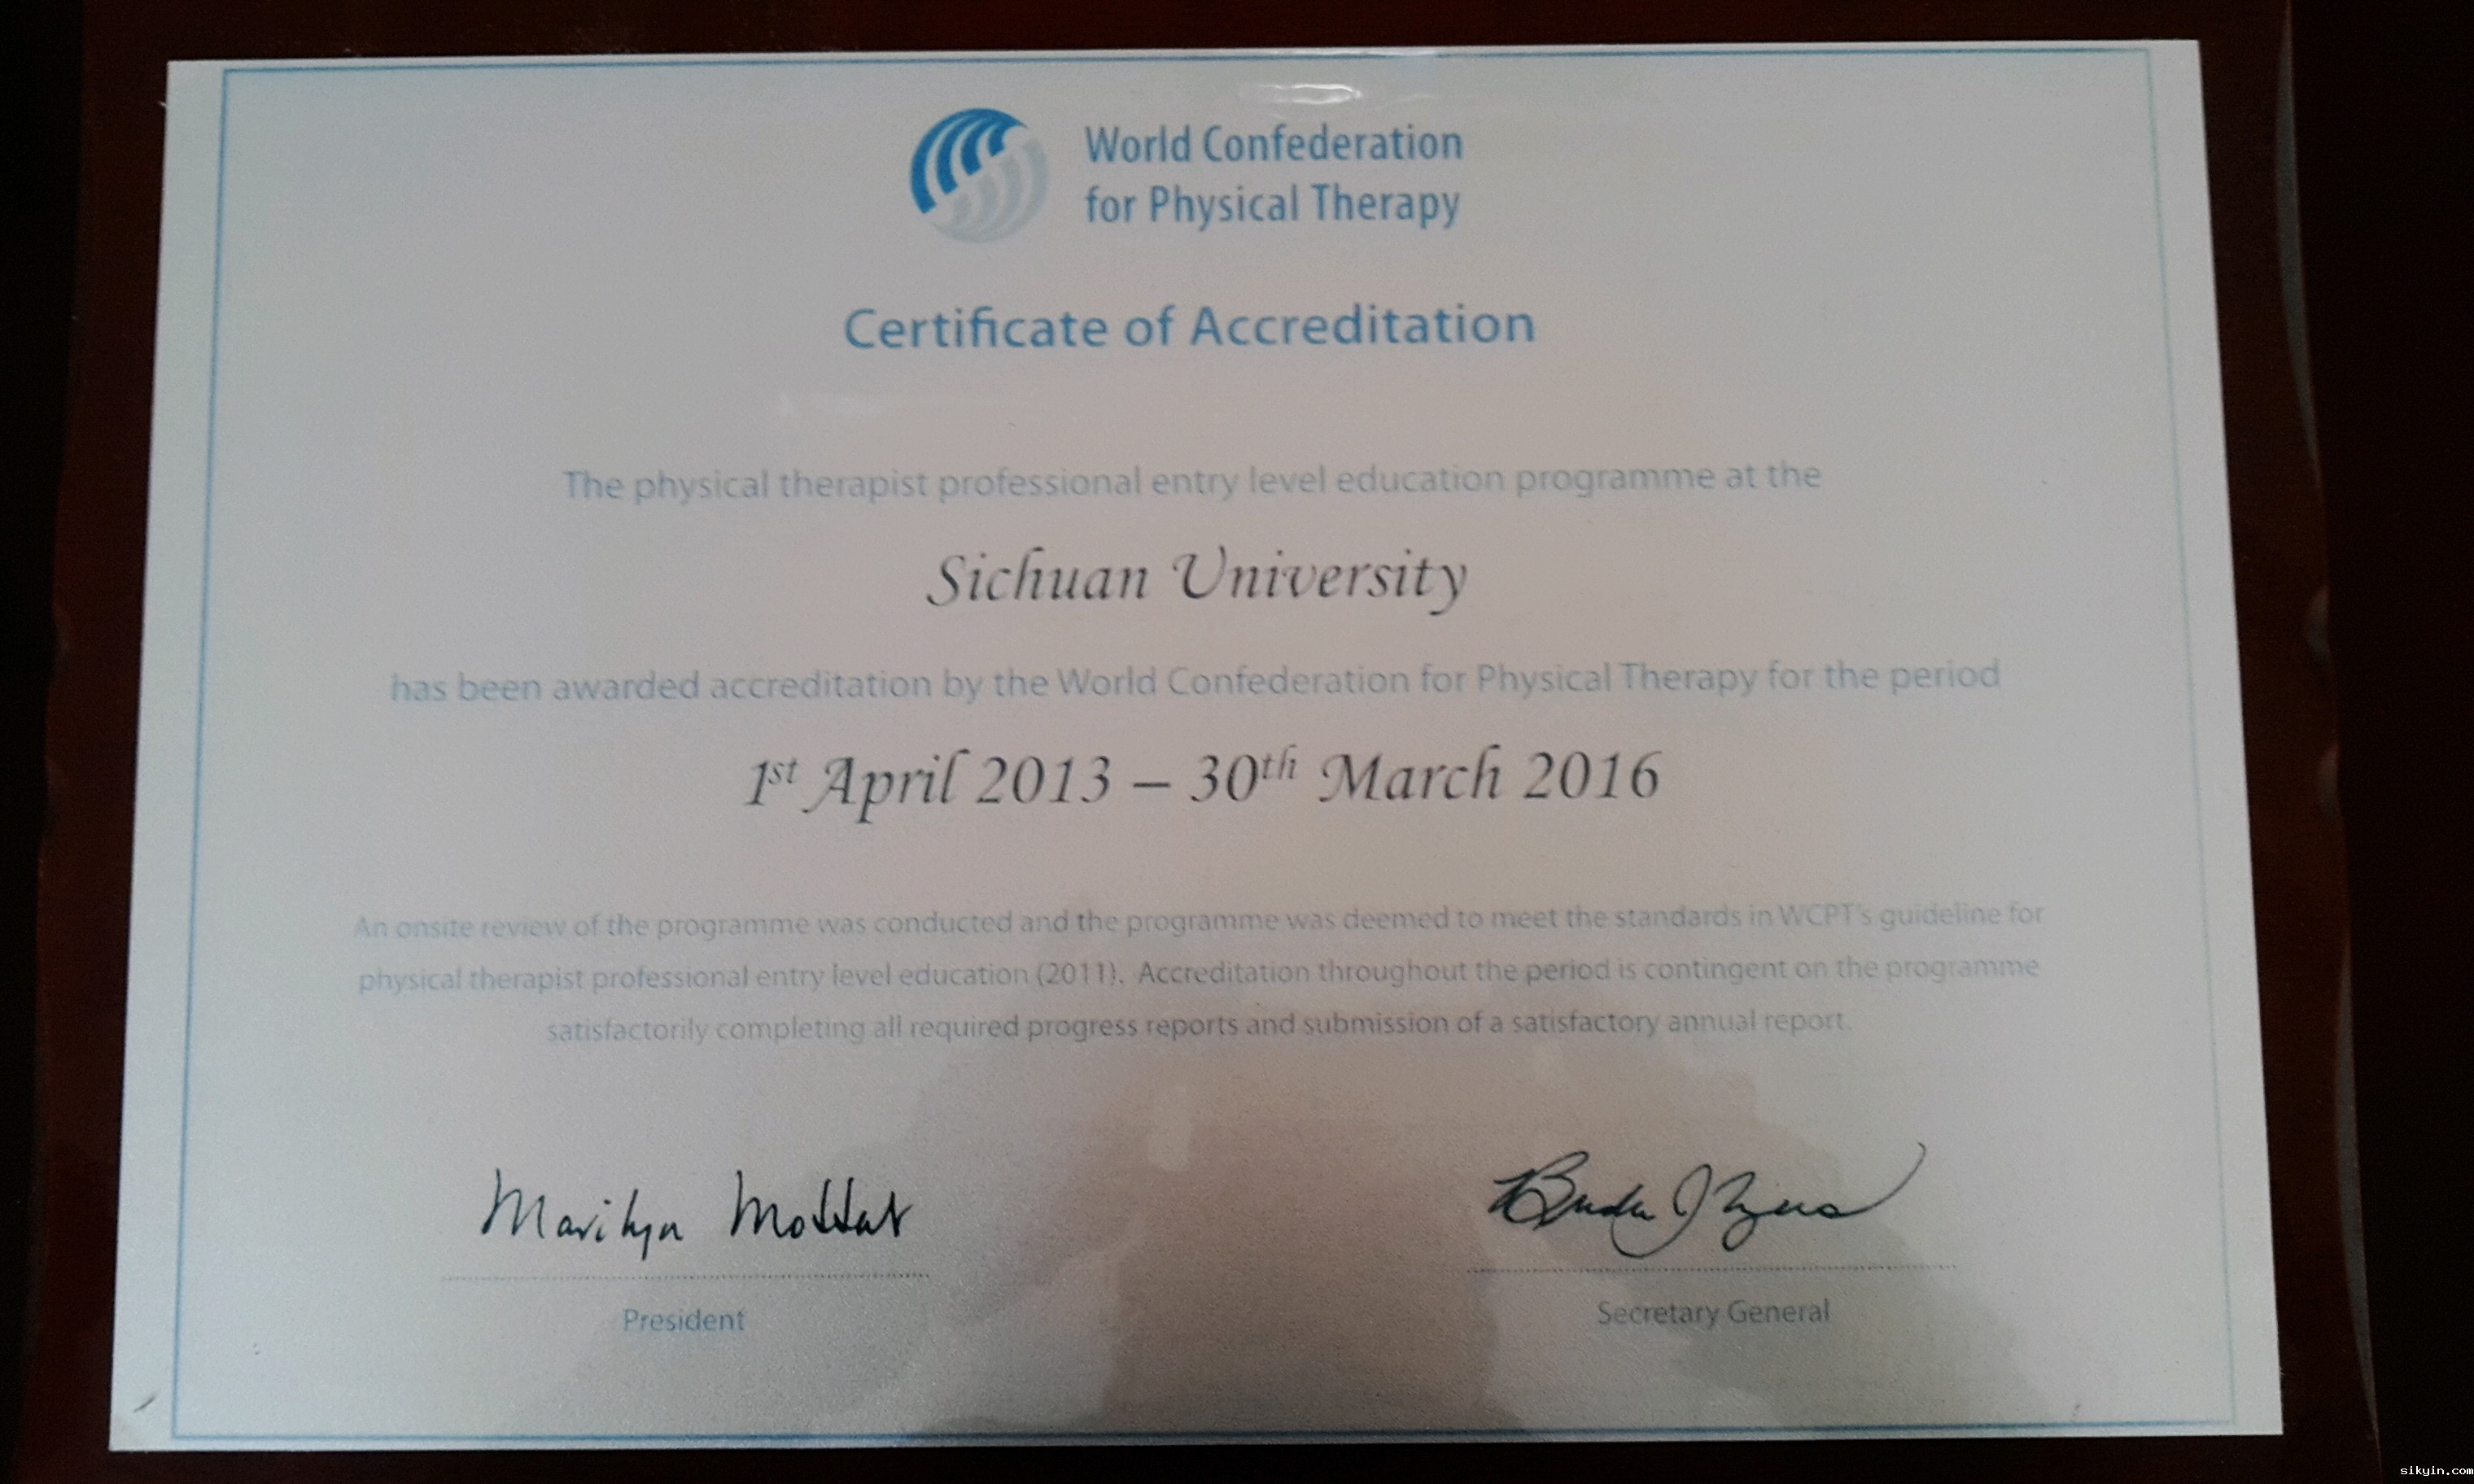 World Confederation
for Physical Therapy
Certificate of Accreditation
The physical therapist professional entry level education programme at the
Sichuan University
has been awarded accreditation by the World Confederation for Physical Therapy for the period
1st April 2013 – 30th March 2016
An onsite review of the programme was conducted and the programme was deemed to meet the standards in WCPT's guideline for
physical therapist professional entry level education (2011). Accreditation throughout the period is contingent on the programme
satisfactorily completing all required progress reports and submission of a satisfactory annual report.
Marilyn Moffat
President
Secretary General
sikyin.com